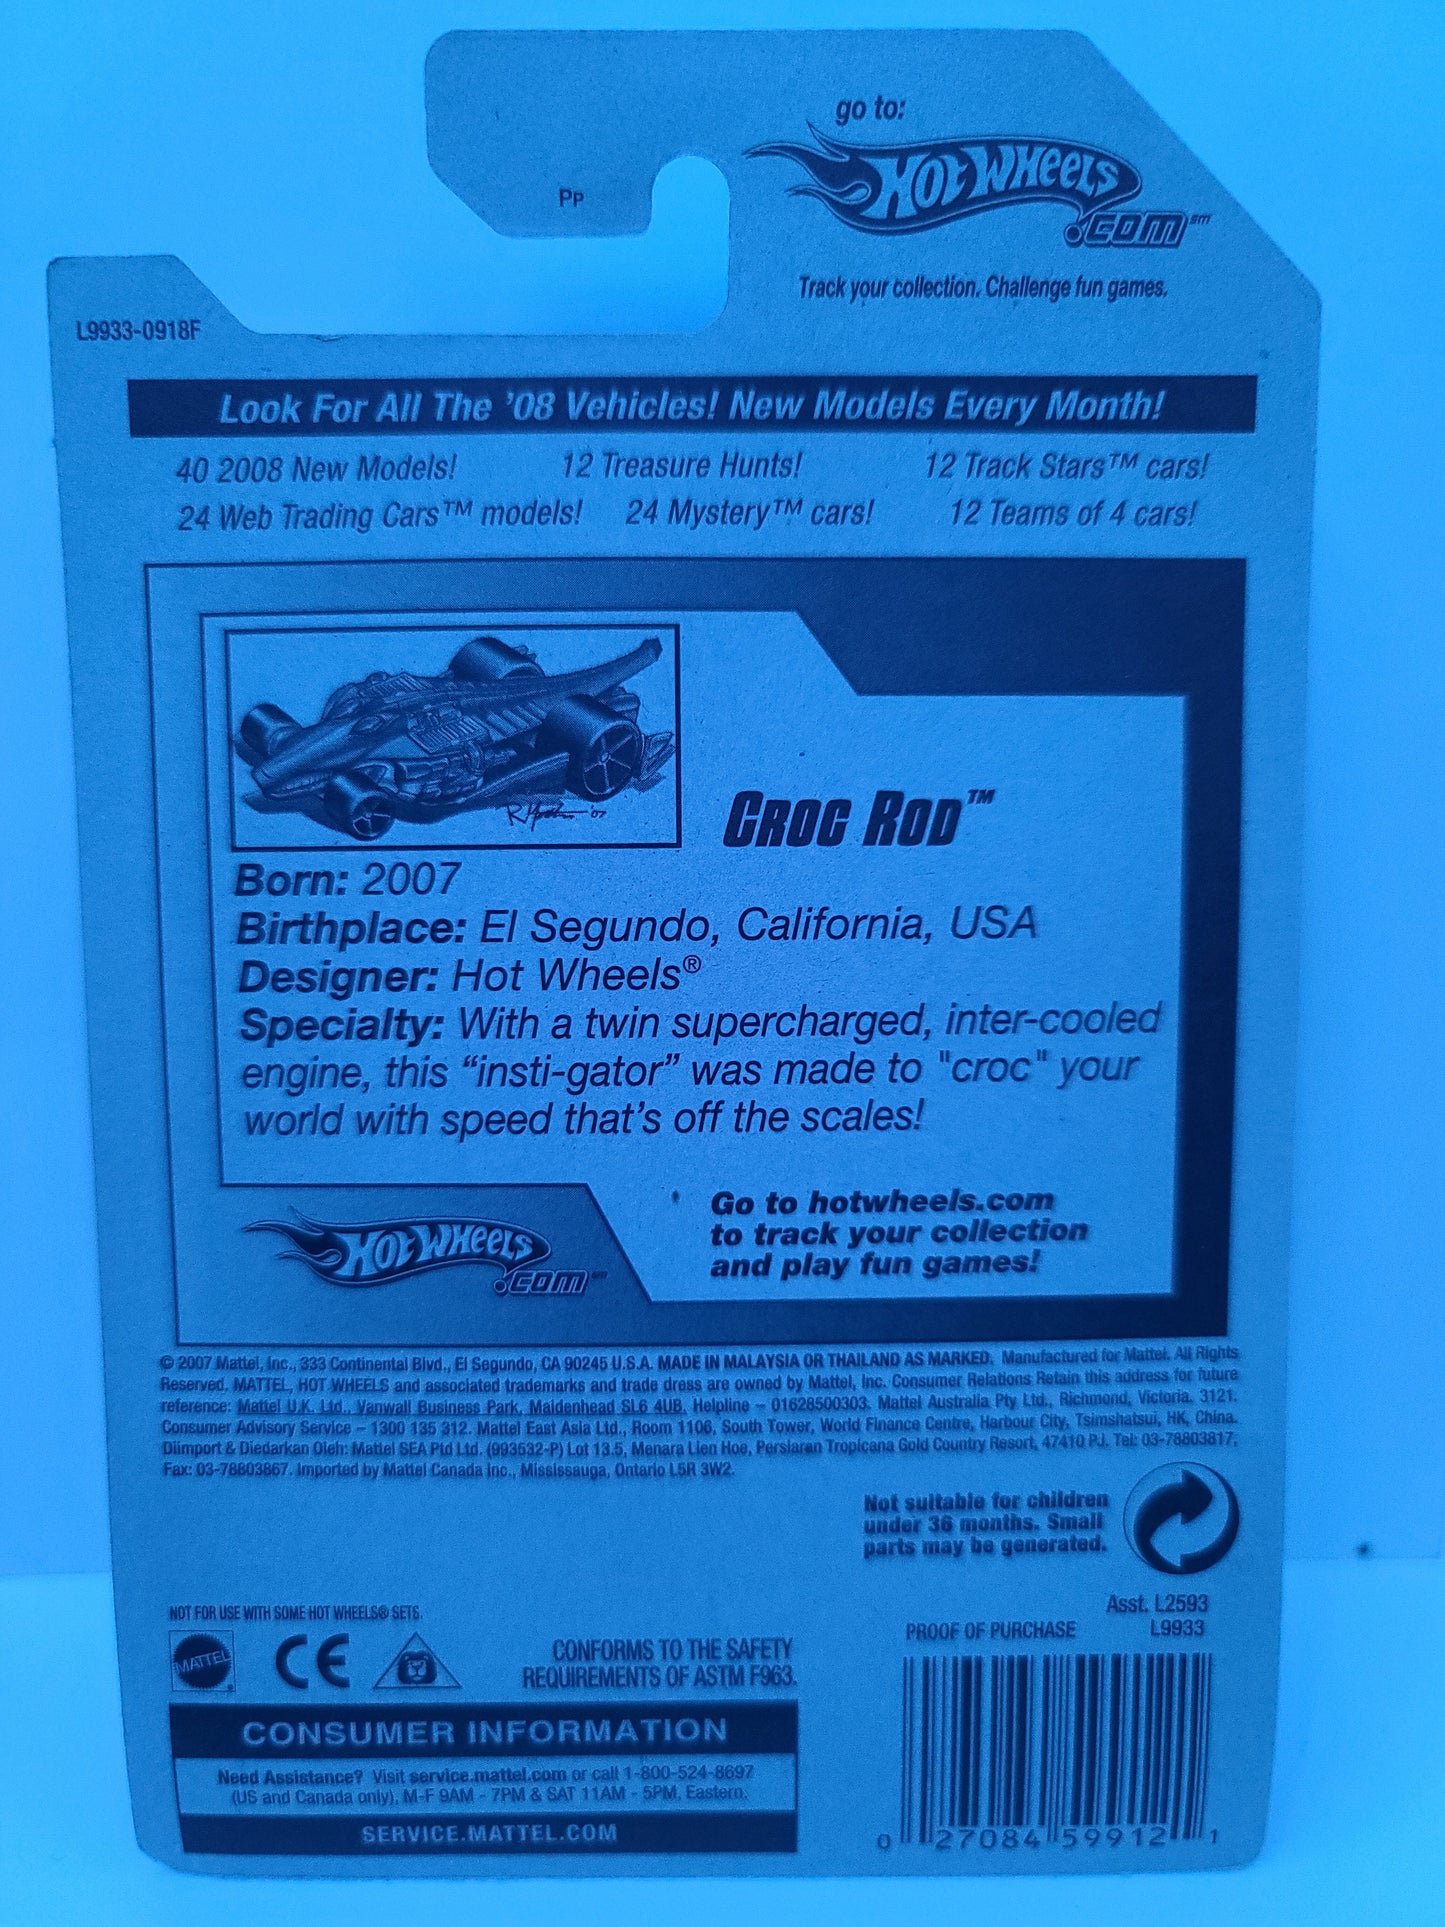 go to:
HOT WHEELS
.COM℠
Track your collection. Challenge fun games.
PP
L9933-0918F
Look For All The '08 Vehicles! New Models Every Month!
40 2008 New Models! 12 Treasure Hunts! 12 Track Stars™ cars!
24 Web Trading Cars™ models! 24 Mystery™ cars! 12 Teams of 4 cars!
'07
CROC ROD™
Born: 2007
Birthplace: El Segundo, California, USA
Designer: Hot Wheels®
Specialty: With a twin supercharged, inter-cooled
engine, this “insti-gator” was made to "croc" your
world with speed that’s off the scales!
HOT WHEELS
.COM℠
Go to hotwheels.com
to track your collection
and play fun games!
© 2007 Mattel, Inc., 333 Continental Blvd., El Segundo, CA 90245 U.S.A. MADE IN MALAYSIA OR THAILAND AS MARKED. Manufactured for Mattel. All Rights
Reserved. MATTEL, HOT WHEELS and associated trademarks and trade dress are owned by Mattel, Inc. Consumer Relations Retain this address for future
reference: Mattel U.K. Ltd., Vanwall Business Park, Maidenhead SL6 4UB. Helpline – 01628500303. Mattel Australia Pty Ltd., Richmond, Victoria. 3121.
Consumer Advisory Service – 1300 135 312. Mattel East Asia Ltd., Room 1106, South Tower, World Finance Centre, Harbour City, Tsimshatsui, HK, China.
Diimport & Diedarkan Oleh: Mattel SEA Ptd Ltd. (993532-P) Lot 13.5, Menara Lien Hoe, Persiaran Tropicana Gold Country Resort, 47410 PJ. Tel: 03-78803817,
Fax: 03-78803867. Imported by Mattel Canada Inc., Mississauga, Ontario L5R 3W2.
Not suitable for children
under 36 months. Small
parts may be generated.
Asst. L2593
PROOF OF PURCHASE L9933
NOT FOR USE WITH SOME HOT WHEELS® SETS.
MATTEL
CE
CONFORMS TO THE SAFETY
REQUIREMENTS OF ASTM F963.
CONSUMER INFORMATION
Need Assistance? Visit service.mattel.com or call 1-800-524-8697
(US and Canada only), M-F 9AM - 7PM & SAT 11AM - 5PM, Eastern.
SERVICE.MATTEL.COM
0 27084 59912 1